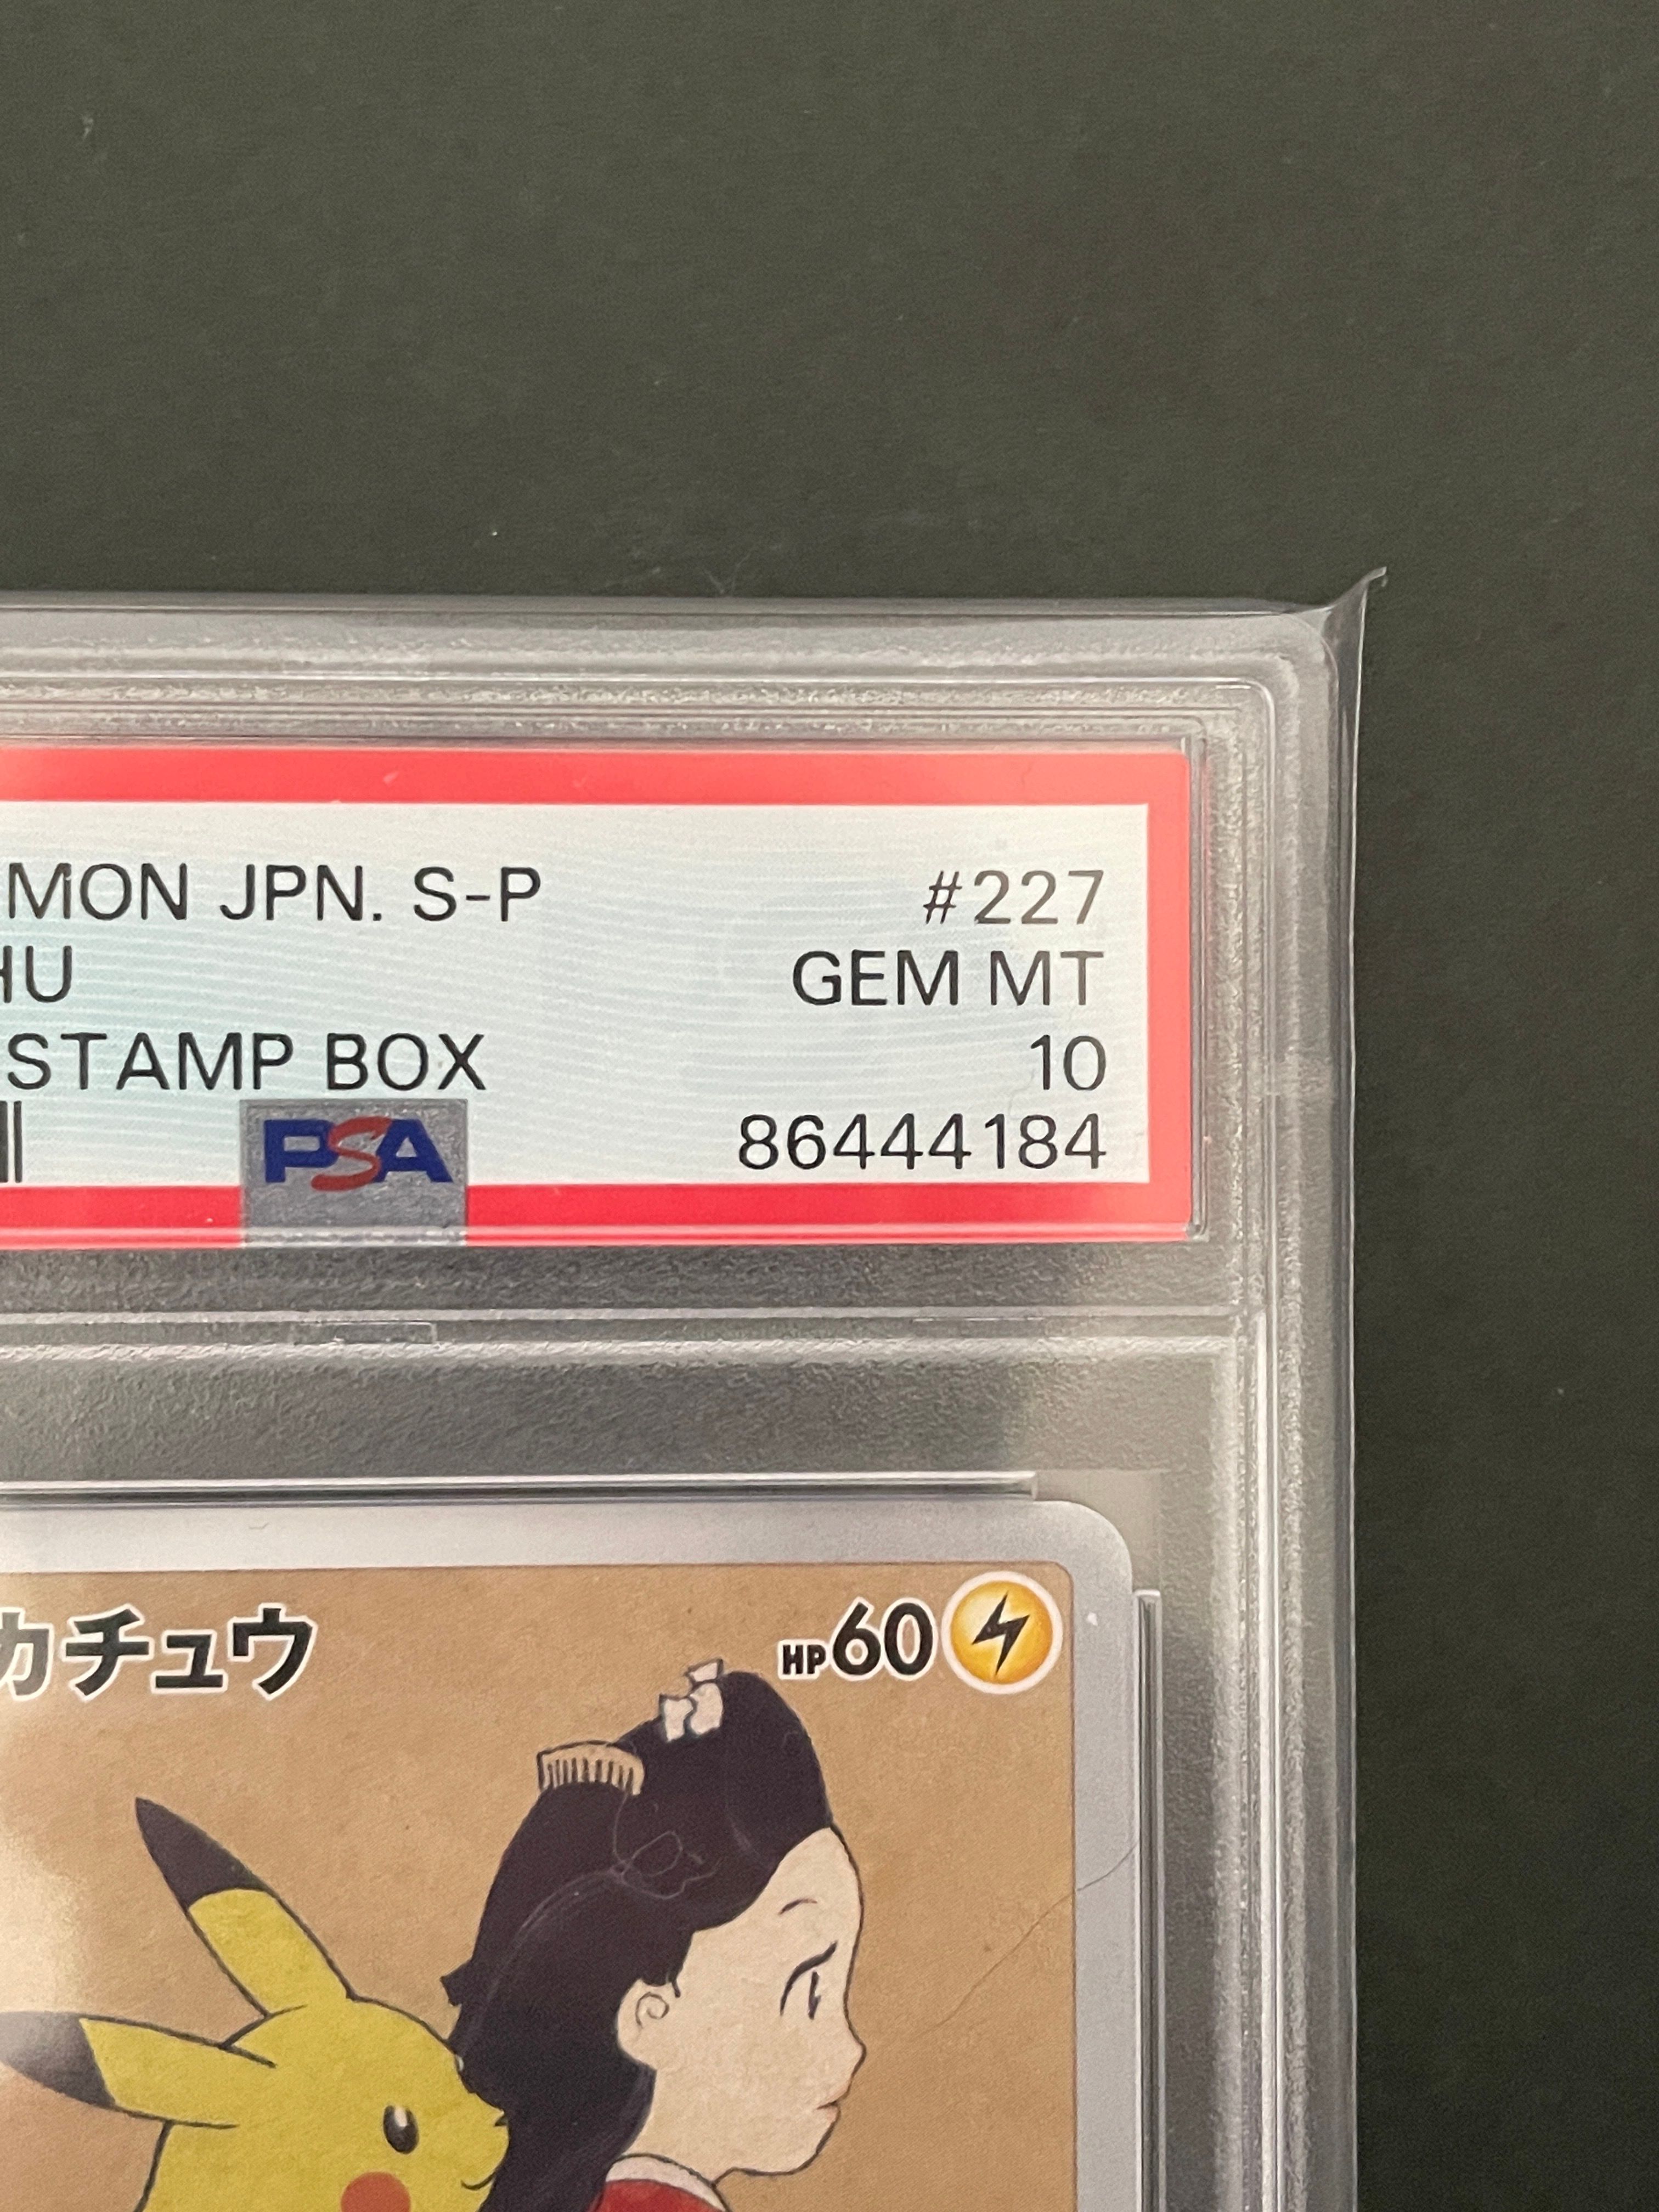 MON JPN. S-P #227
HU GEM MT
STAMP BOX 10
PSA 86444184
カチュウ HP60